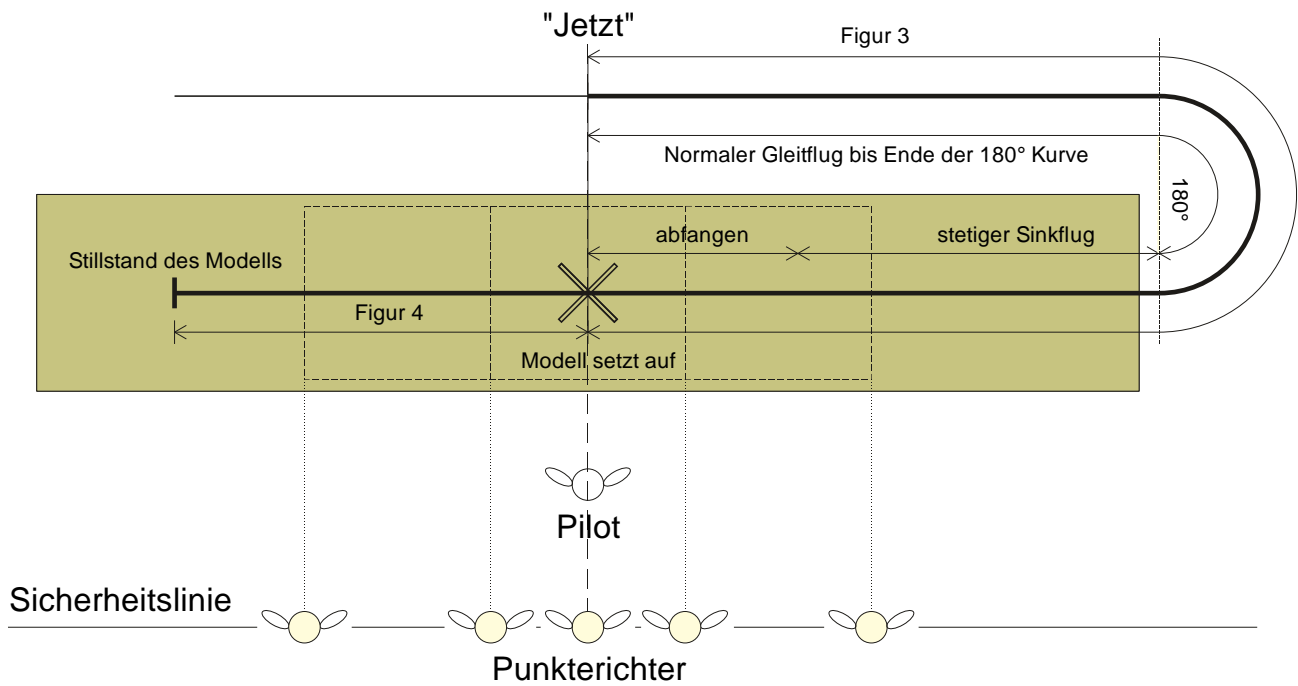 "Jetzt"
Figur 3
Normaler Gleitflug bis Ende der 180° Kurve
180°
abfangen
stetiger Sinkflug
Stillstand des Modells
Figur 4
Modell setzt auf
Pilot
Sicherheitslinie
Punkterichter